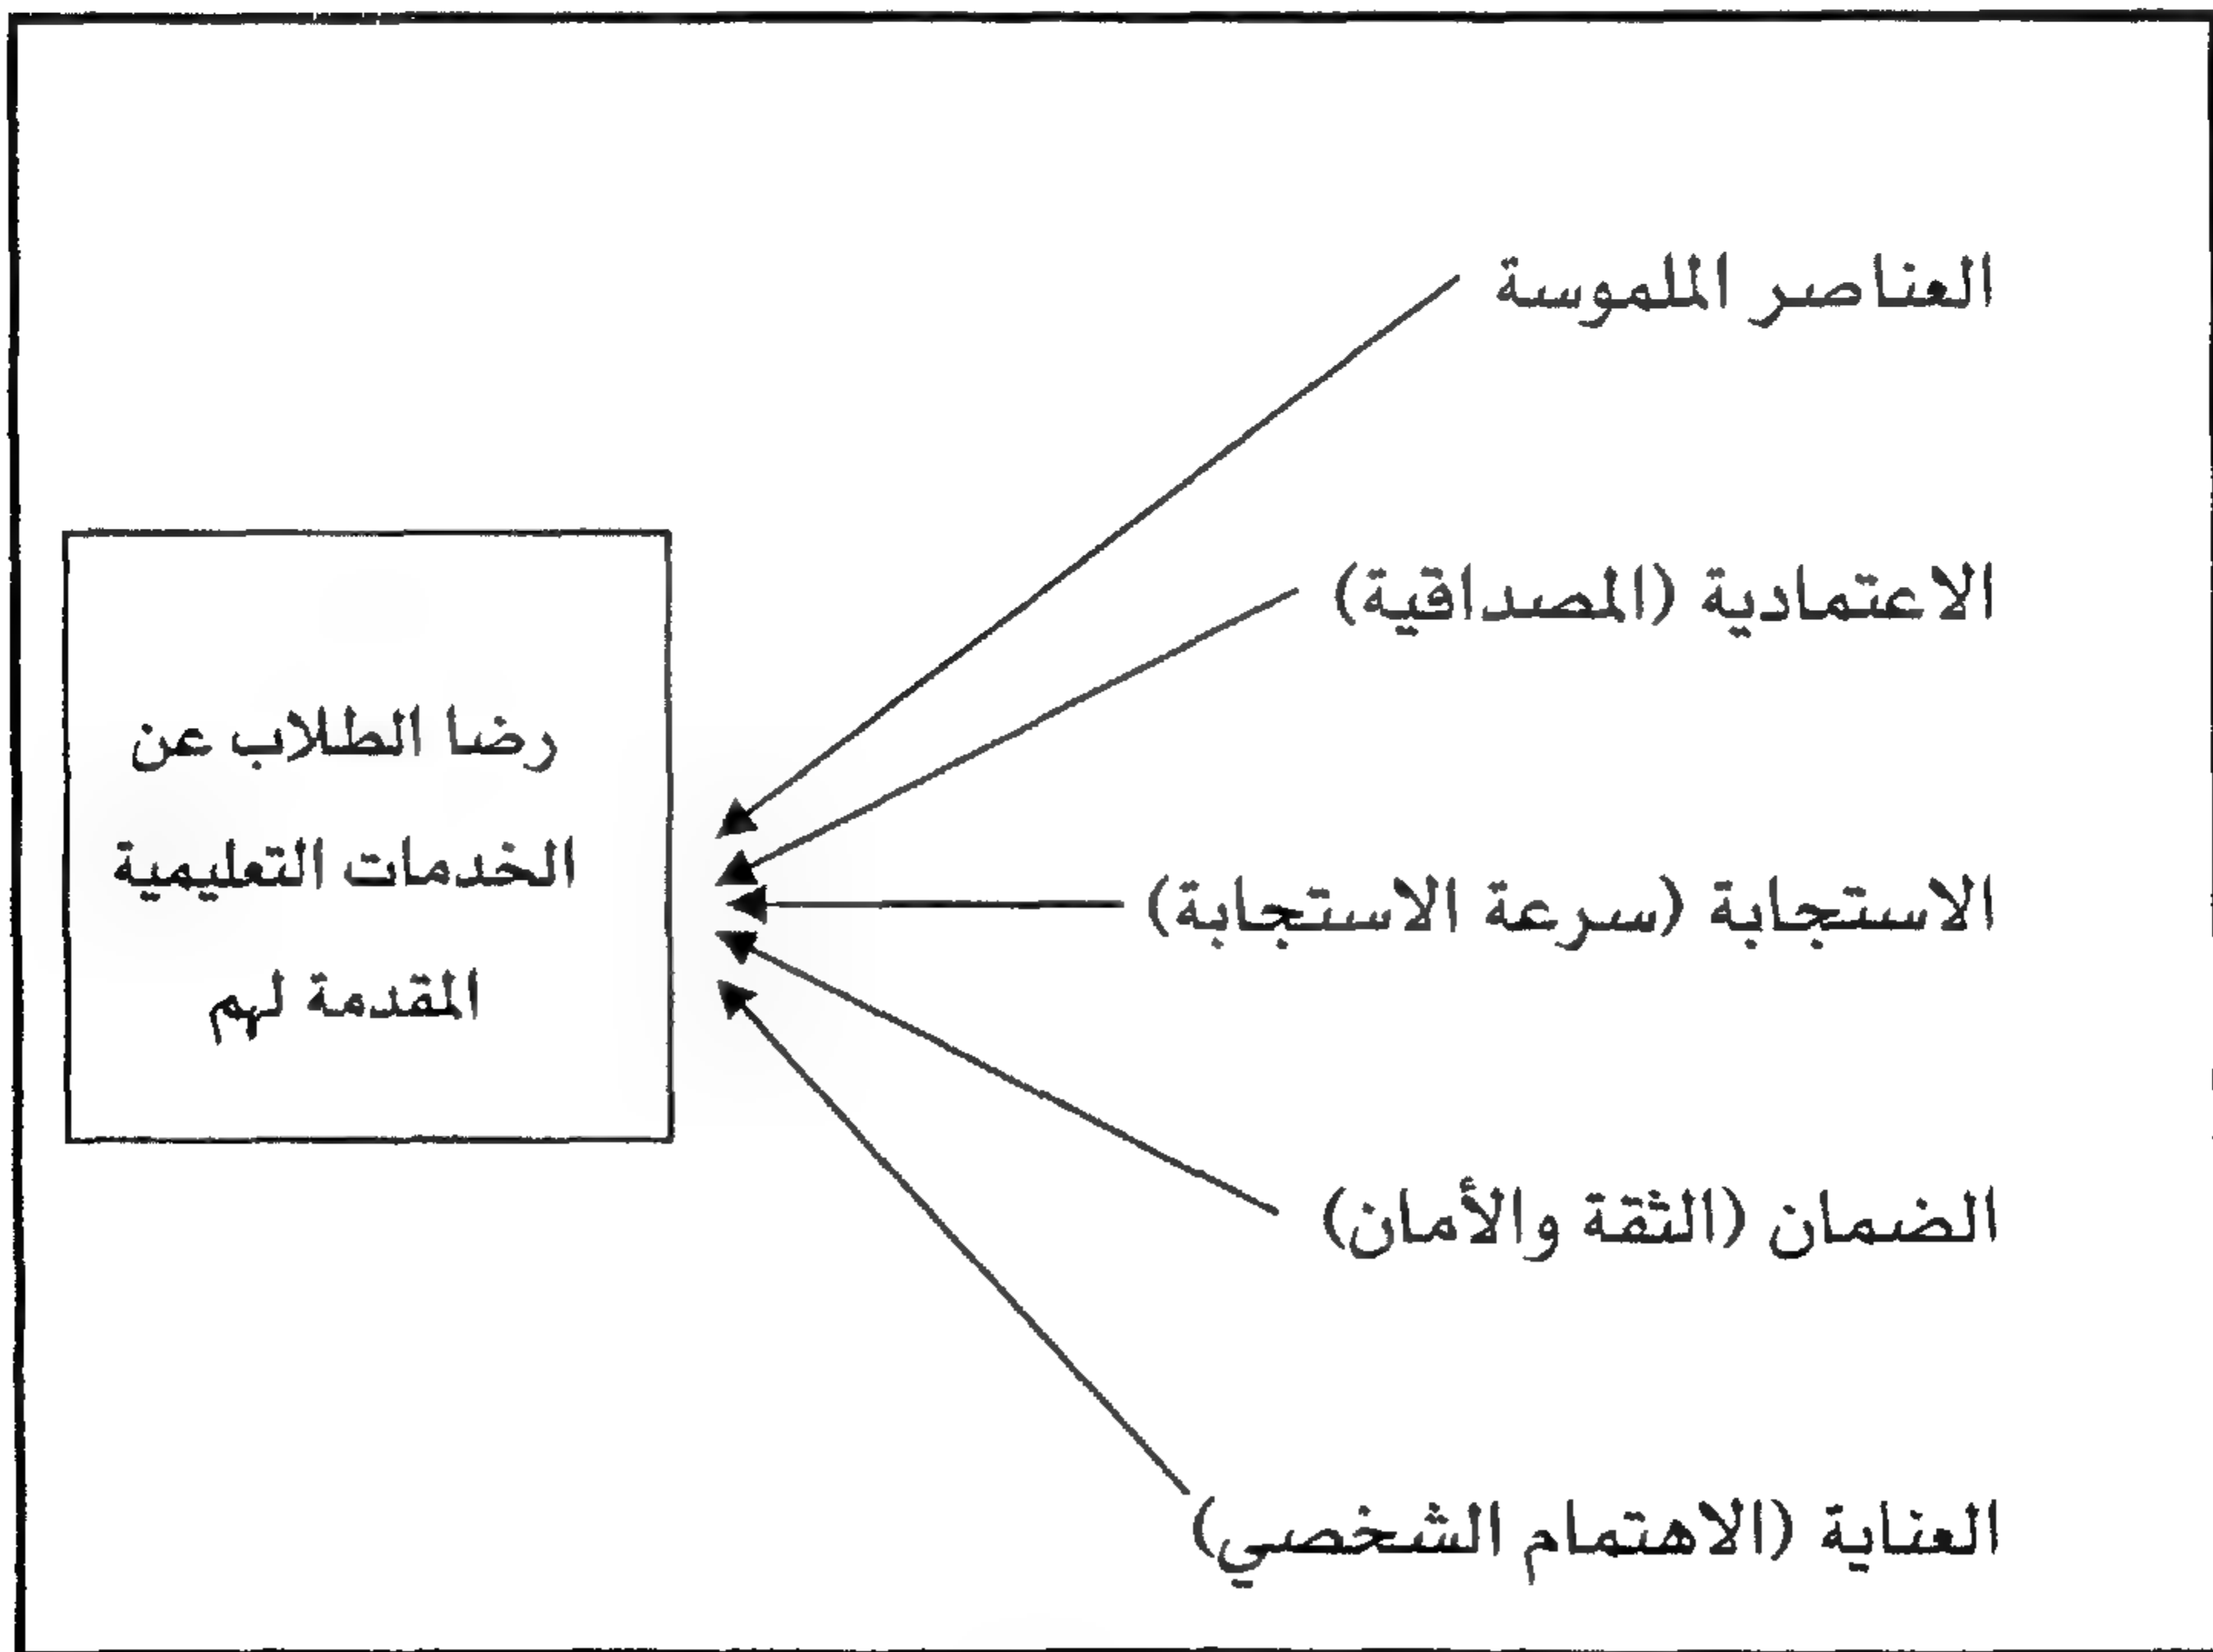 العناصر الملموسة
الاعتمادية (المصداقية)
الاستجابة (سرعة الاستجابة)
الضمان (الثقة والأمان)
العناية (الاهتمام الشخصي)
رضا الطلاب عن
الخدمات التعليمية
المقدمة لهم